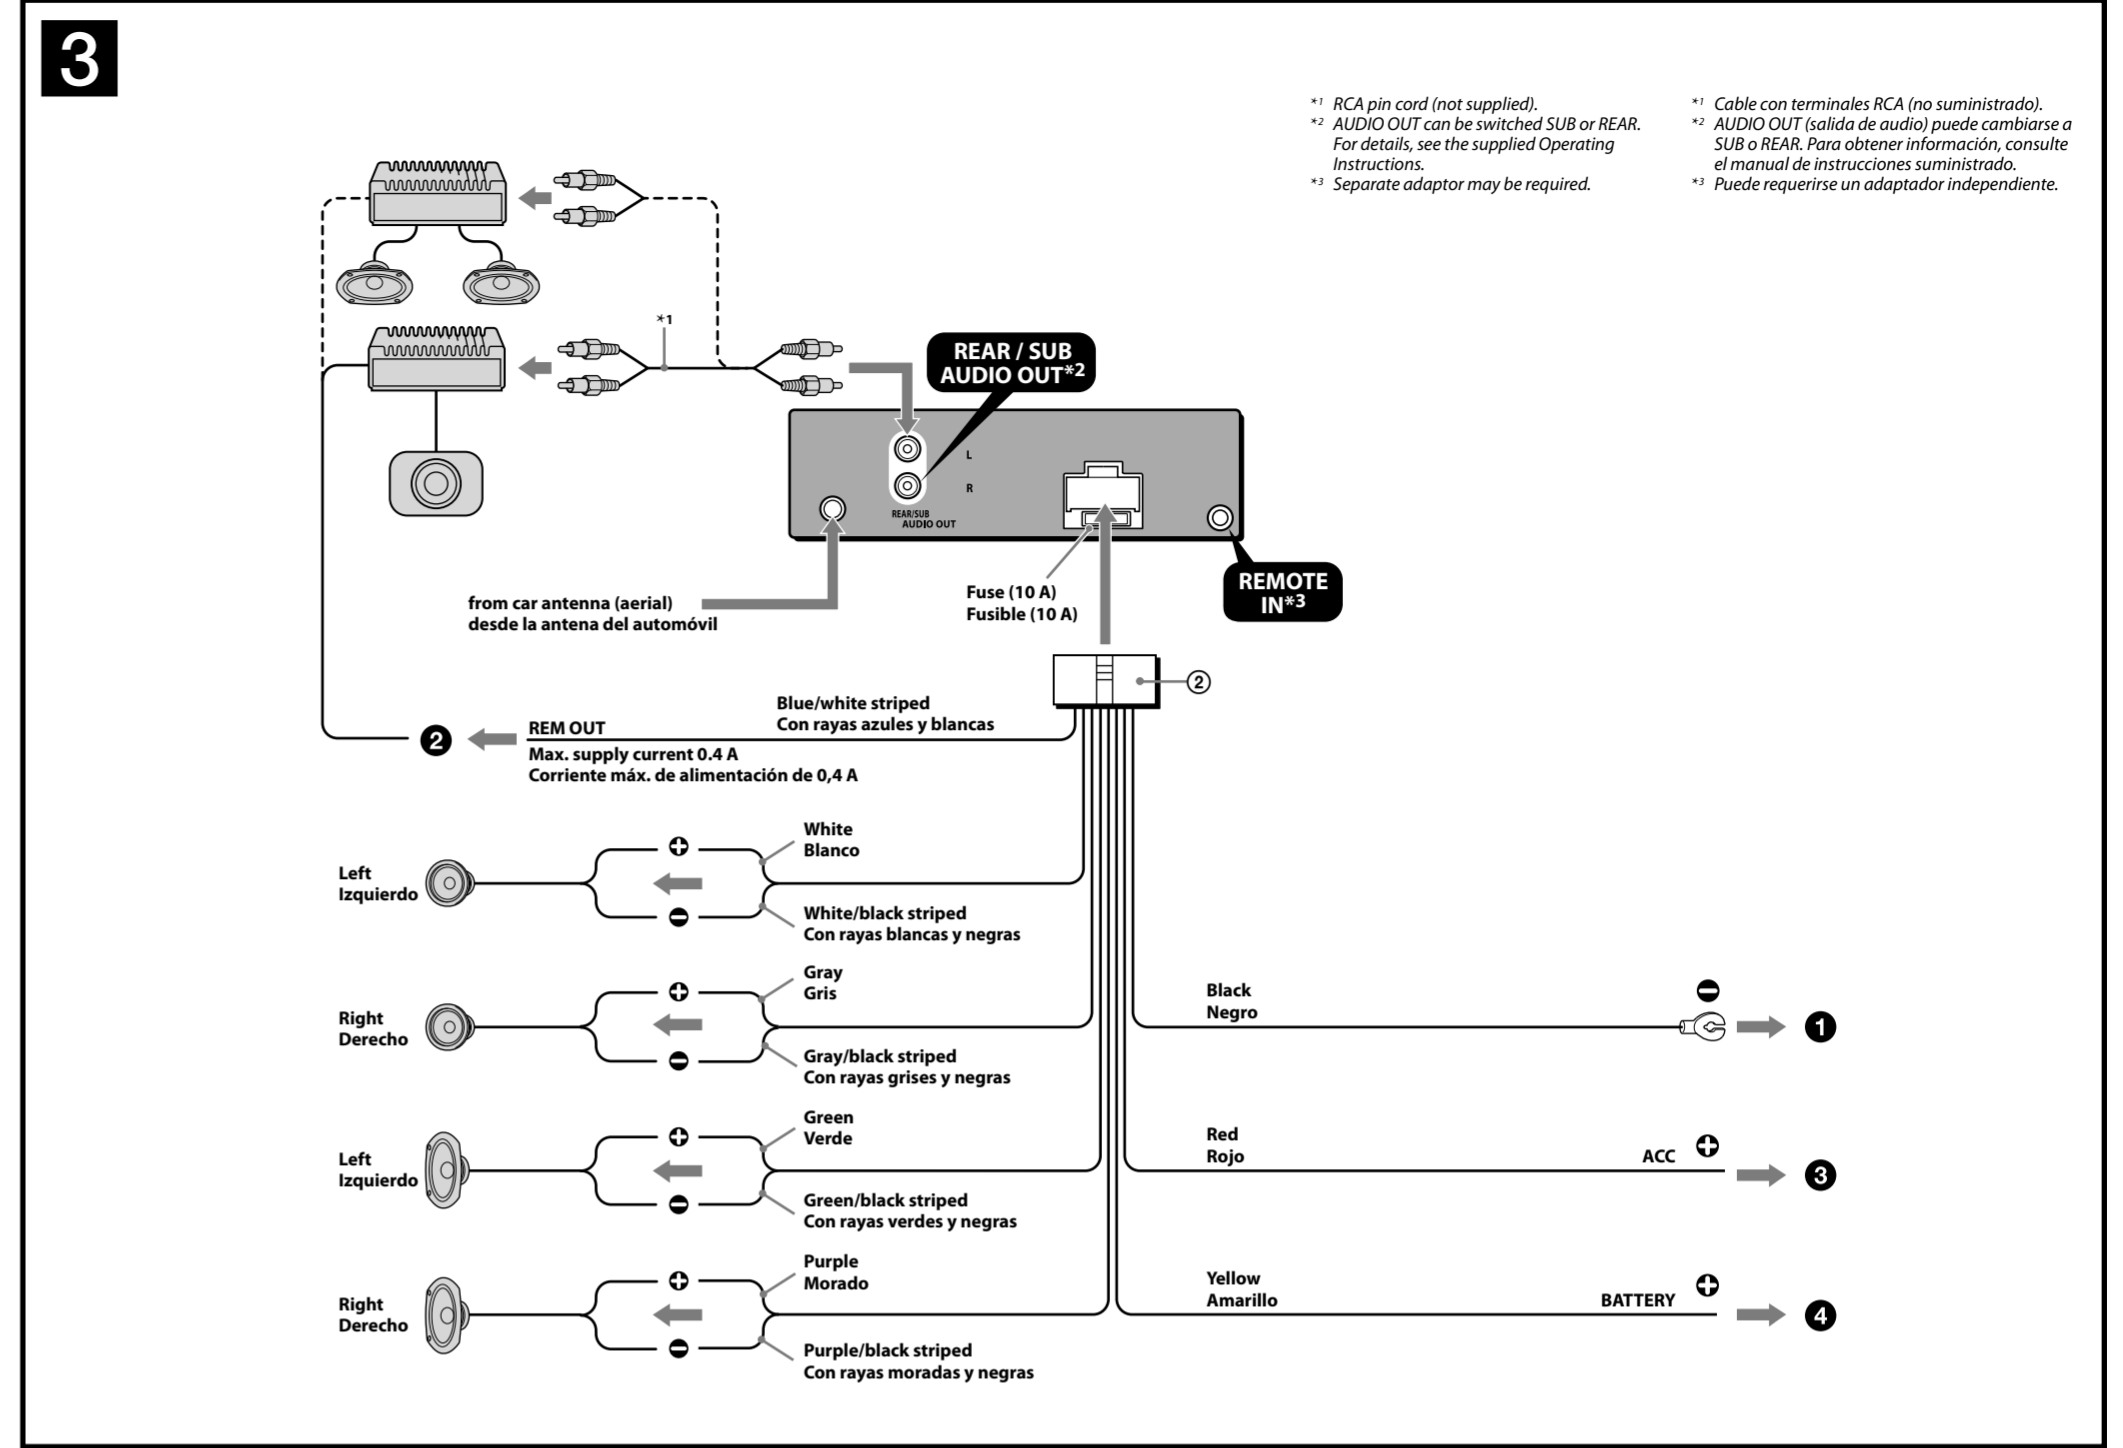 3
*1 RCA pin cord (not supplied).
*2 AUDIO OUT can be switched SUB or REAR.
For details, see the supplied Operating
Instructions.
*3 Separate adaptor may be required.
*1 Cable con terminales RCA (no suministrado).
*2 AUDIO OUT (salida de audio) puede cambiarse a
SUB o REAR. Para obtener información, consulte
el manual de instrucciones suministrado.
*3 Puede requerirse un adaptador independiente.
*1
REAR / SUB
AUDIO OUT*2
L
R
REAR/SUB
AUDIO OUT
from car antenna (aerial)
desde la antena del automóvil
Fuse (10 A)
Fusible (10 A)
REMOTE
IN*3
2
Blue/white striped
Con rayas azules y blancas
2
REM OUT
Max. supply current 0.4 A
Corriente máx. de alimentación de 0,4 A
Left
Izquierdo
+
−
White
Blanco
White/black striped
Con rayas blancas y negras
Right
Derecho
+
−
Gray
Gris
Gray/black striped
Con rayas grises y negras
Left
Izquierdo
+
−
Green
Verde
Green/black striped
Con rayas verdes y negras
Right
Derecho
+
−
Purple
Morado
Purple/black striped
Con rayas moradas y negras
Black
Negro
−
1
Red
Rojo
ACC +
3
Yellow
Amarillo
BATTERY +
4